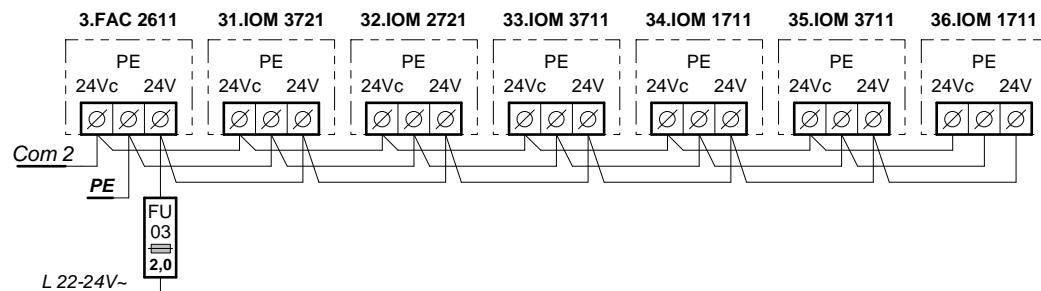 3.FAC 2611 31.IOM 3721 32.IOM 2721 33.IOM 3711 34.IOM 1711 35.IOM 3711 36.IOM 1711
PE PE PE PE PE PE PE
24Vc 24V 24Vc 24V 24Vc 24V 24Vc 24V 24Vc 24V 24Vc 24V 24Vc 24V
Com 2
PE
FU
03
2,0
L 22-24V~